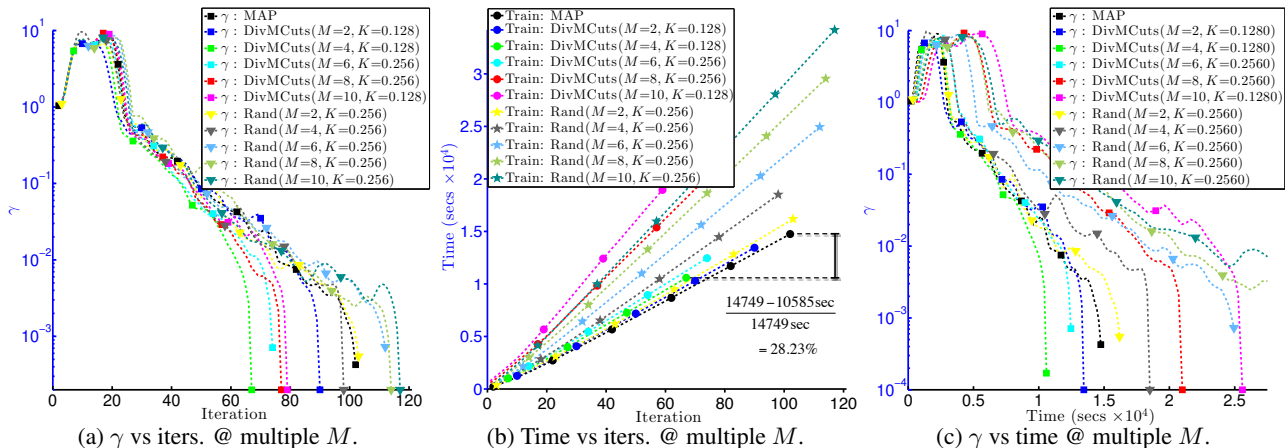 γ
10^1
10^0
10^-1
10^-2
10^-3
0 20 40 60 80 100 120
Iteration
γ : MAP
γ : DivMCuts(M=2, K=0.128)
γ : DivMCuts(M=4, K=0.128)
γ : DivMCuts(M=6, K=0.256)
γ : DivMCuts(M=8, K=0.256)
γ : DivMCuts(M=10, K=0.128)
γ : Rand(M=2, K=0.256)
γ : Rand(M=4, K=0.256)
γ : Rand(M=6, K=0.256)
γ : Rand(M=8, K=0.256)
γ : Rand(M=10, K=0.256)
(a) γ vs iters. @ multiple M.
Time (secs ×10^4)
3.5
3
2.5
2
1.5
1
0.5
0
0 20 40 60 80 100 120
Iteration
Train: MAP
Train: DivMCuts(M=2, K=0.128)
Train: DivMCuts(M=4, K=0.128)
Train: DivMCuts(M=6, K=0.256)
Train: DivMCuts(M=8, K=0.256)
Train: DivMCuts(M=10, K=0.128)
Train: Rand(M=2, K=0.256)
Train: Rand(M=4, K=0.256)
Train: Rand(M=6, K=0.256)
Train: Rand(M=8, K=0.256)
Train: Rand(M=10, K=0.256)
14749−10585sec
14749sec
= 28.23%
(b) Time vs iters. @ multiple M.
γ
10^1
10^0
10^-1
10^-2
10^-3
10^-4
0 0.5 1 1.5 2 2.5
Time (secs ×10^4)
γ : MAP
γ : DivMCuts(M=2, K=0.1280)
γ : DivMCuts(M=4, K=0.1280)
γ : DivMCuts(M=6, K=0.2560)
γ : DivMCuts(M=8, K=0.2560)
γ : DivMCuts(M=10, K=0.1280)
γ : Rand(M=2, K=0.2560)
γ : Rand(M=4, K=0.2560)
γ : Rand(M=6, K=0.2560)
γ : Rand(M=8, K=0.2560)
γ : Rand(M=10, K=0.2560)
(c) γ vs time @ multiple M.